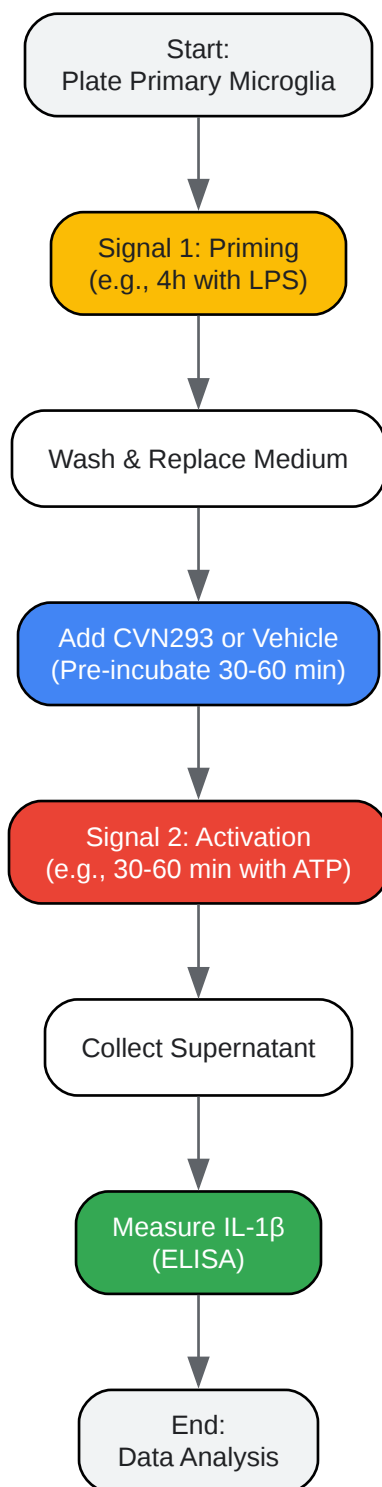 Start:
Plate Primary Microglia
Signal 1: Priming
(e.g., 4h with LPS)
Wash & Replace Medium
Add CVN293 or Vehicle
(Pre-incubate 30-60 min)
Signal 2: Activation
(e.g., 30-60 min with ATP)
Collect Supernatant
Measure IL-1β
(ELISA)
End:
Data Analysis